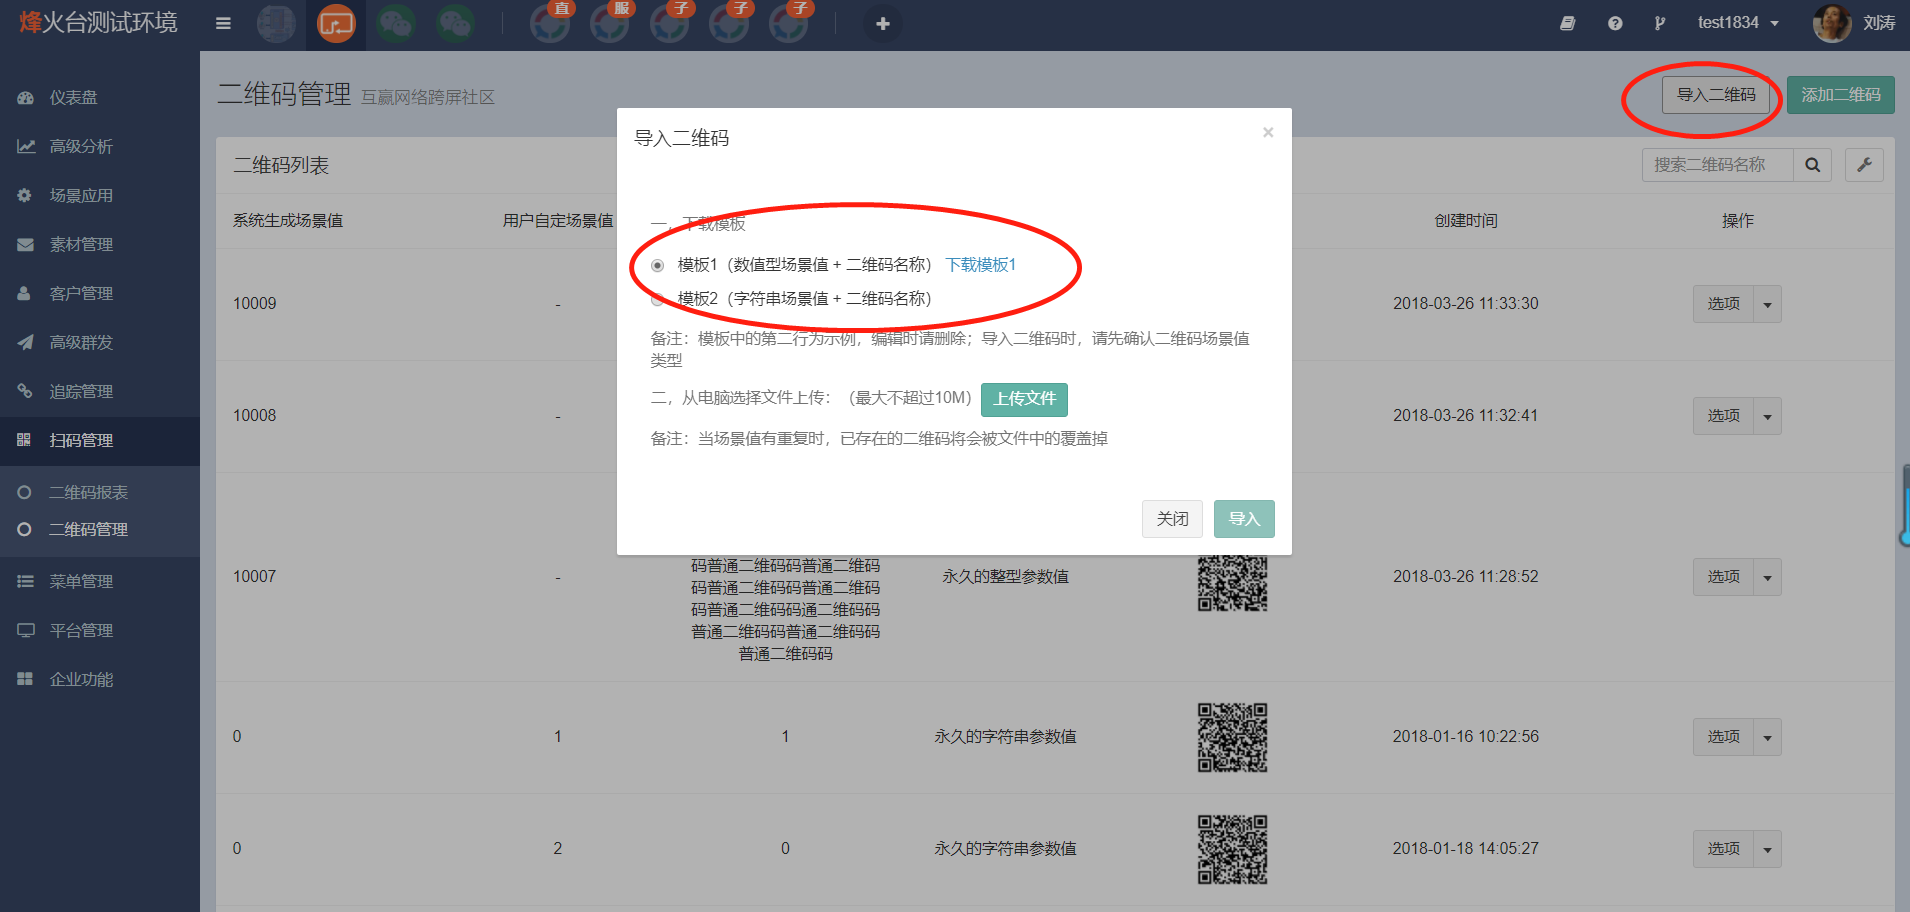 烽火台测试环境
直
服
子
子
子
test1834
刘涛
仪表盘
高级分析
场景应用
素材管理
客户管理
高级群发
追踪管理
扫码管理
二维码报表
二维码管理
菜单管理
平台管理
企业功能
二维码管理 互赢网络跨屏社区
导入二维码
添加二维码
二维码列表
搜索二维码名称
系统生成场景值 用户自定场景值 创建时间 操作
10009 - 2018-03-26 11:33:30 选项
10008 - 2018-03-26 11:32:41 选项
码普通二维码码普通二维码
码普通二维码码普通二维码
码普通二维码码通二维码码
普通二维码码普通二维码码
普通二维码码
10007 - 永久的整型参数值 2018-03-26 11:28:52 选项
0 1 1 永久的字符串参数值 2018-01-16 10:22:56 选项
0 2 0 永久的字符串参数值 2018-01-18 14:05:27 选项
导入二维码
×
一，下载模板
模板1（数值型场景值 + 二维码名称） 下载模板1
模板2（字符串场景值 + 二维码名称）
备注：模板中的第二行为示例，编辑时请删除；导入二维码时，请先确认二维码场景值
类型
二，从电脑选择文件上传：（最大不超过10M） 上传文件
备注：当场景值有重复时，已存在的二维码将会被文件中的覆盖掉
关闭 导入